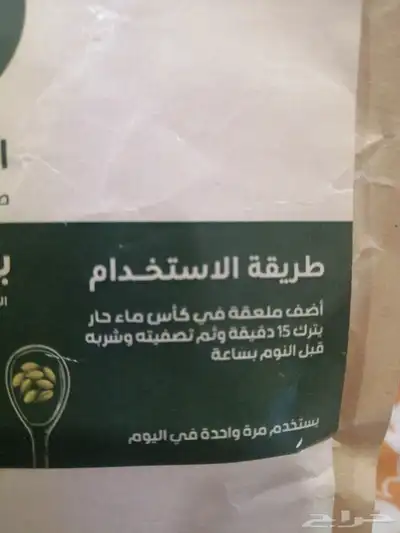 طريقة الاستخدام
أضف ملعقة في كأس ماء حار
يترك 15 دقيقة وثم تصفيته وشربه
قبل النوم بساعة
يستخدم مرة واحدة في اليوم
حراج